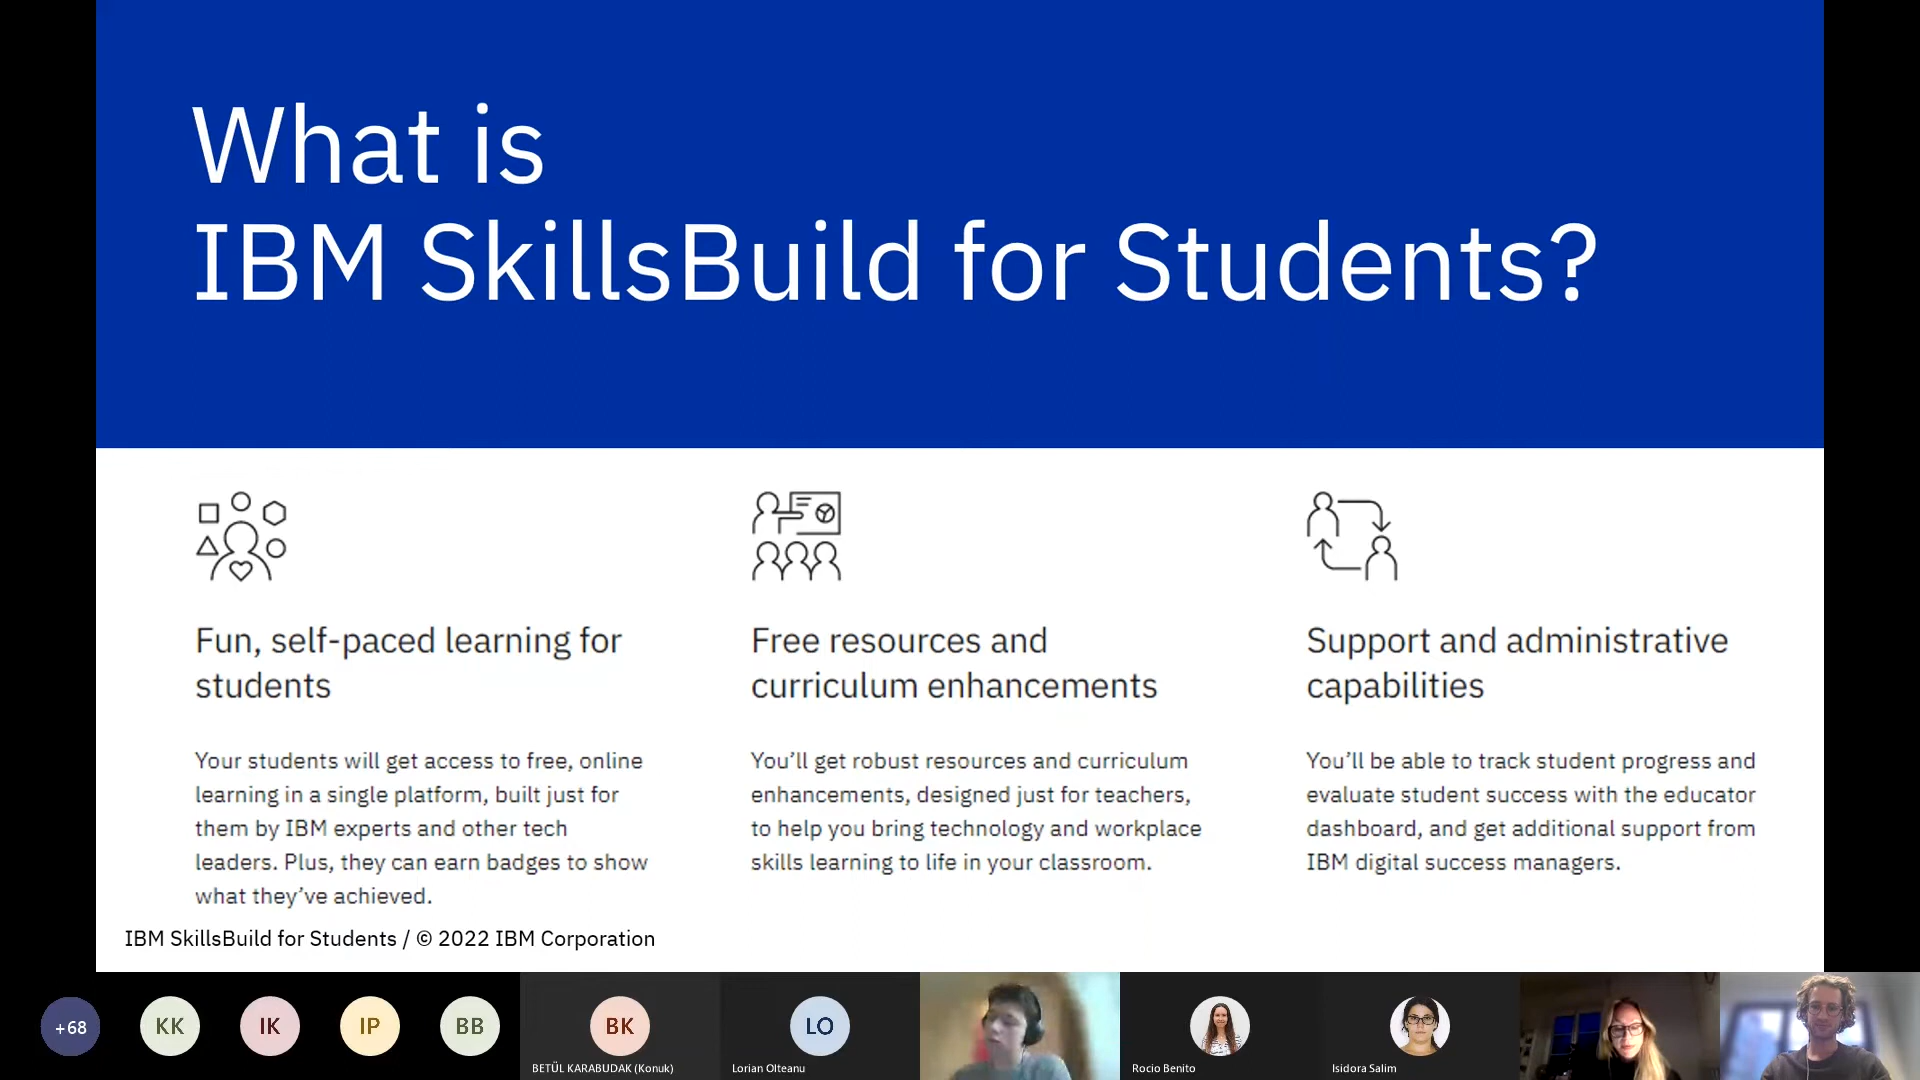 What is
IBM SkillsBuild for Students?
Fun, self-paced learning for
students
Your students will get access to free, online
learning in a single platform, built just for
them by IBM experts and other tech
leaders. Plus, they can earn badges to show
what they’ve achieved.
Free resources and
curriculum enhancements
You’ll get robust resources and curriculum
enhancements, designed just for teachers,
to help you bring technology and workplace
skills learning to life in your classroom.
Support and administrative
capabilities
You’ll be able to track student progress and
evaluate student success with the educator
dashboard, and get additional support from
IBM digital success managers.
IBM SkillsBuild for Students / © 2022 IBM Corporation
+68
KK
IK
IP
BB
BK
BETÜL KARABUDAK (Konuk)
LO
Lorian Olteanu
Rocio Benito
Isidora Salim